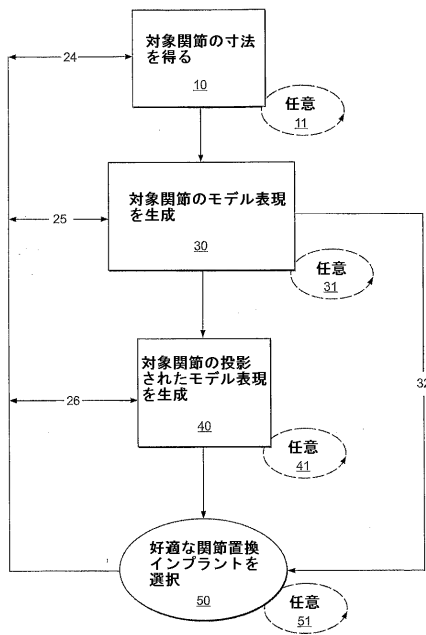 24
対象関節の寸法
を得る
10
任意
11
対象関節のモデル表現
を生成
25
30
任意
31
対象関節の投影
されたモデル表現
を生成
32
26
40
任意
41
好適な関節置換
インプラントを
選択
50
任意
51